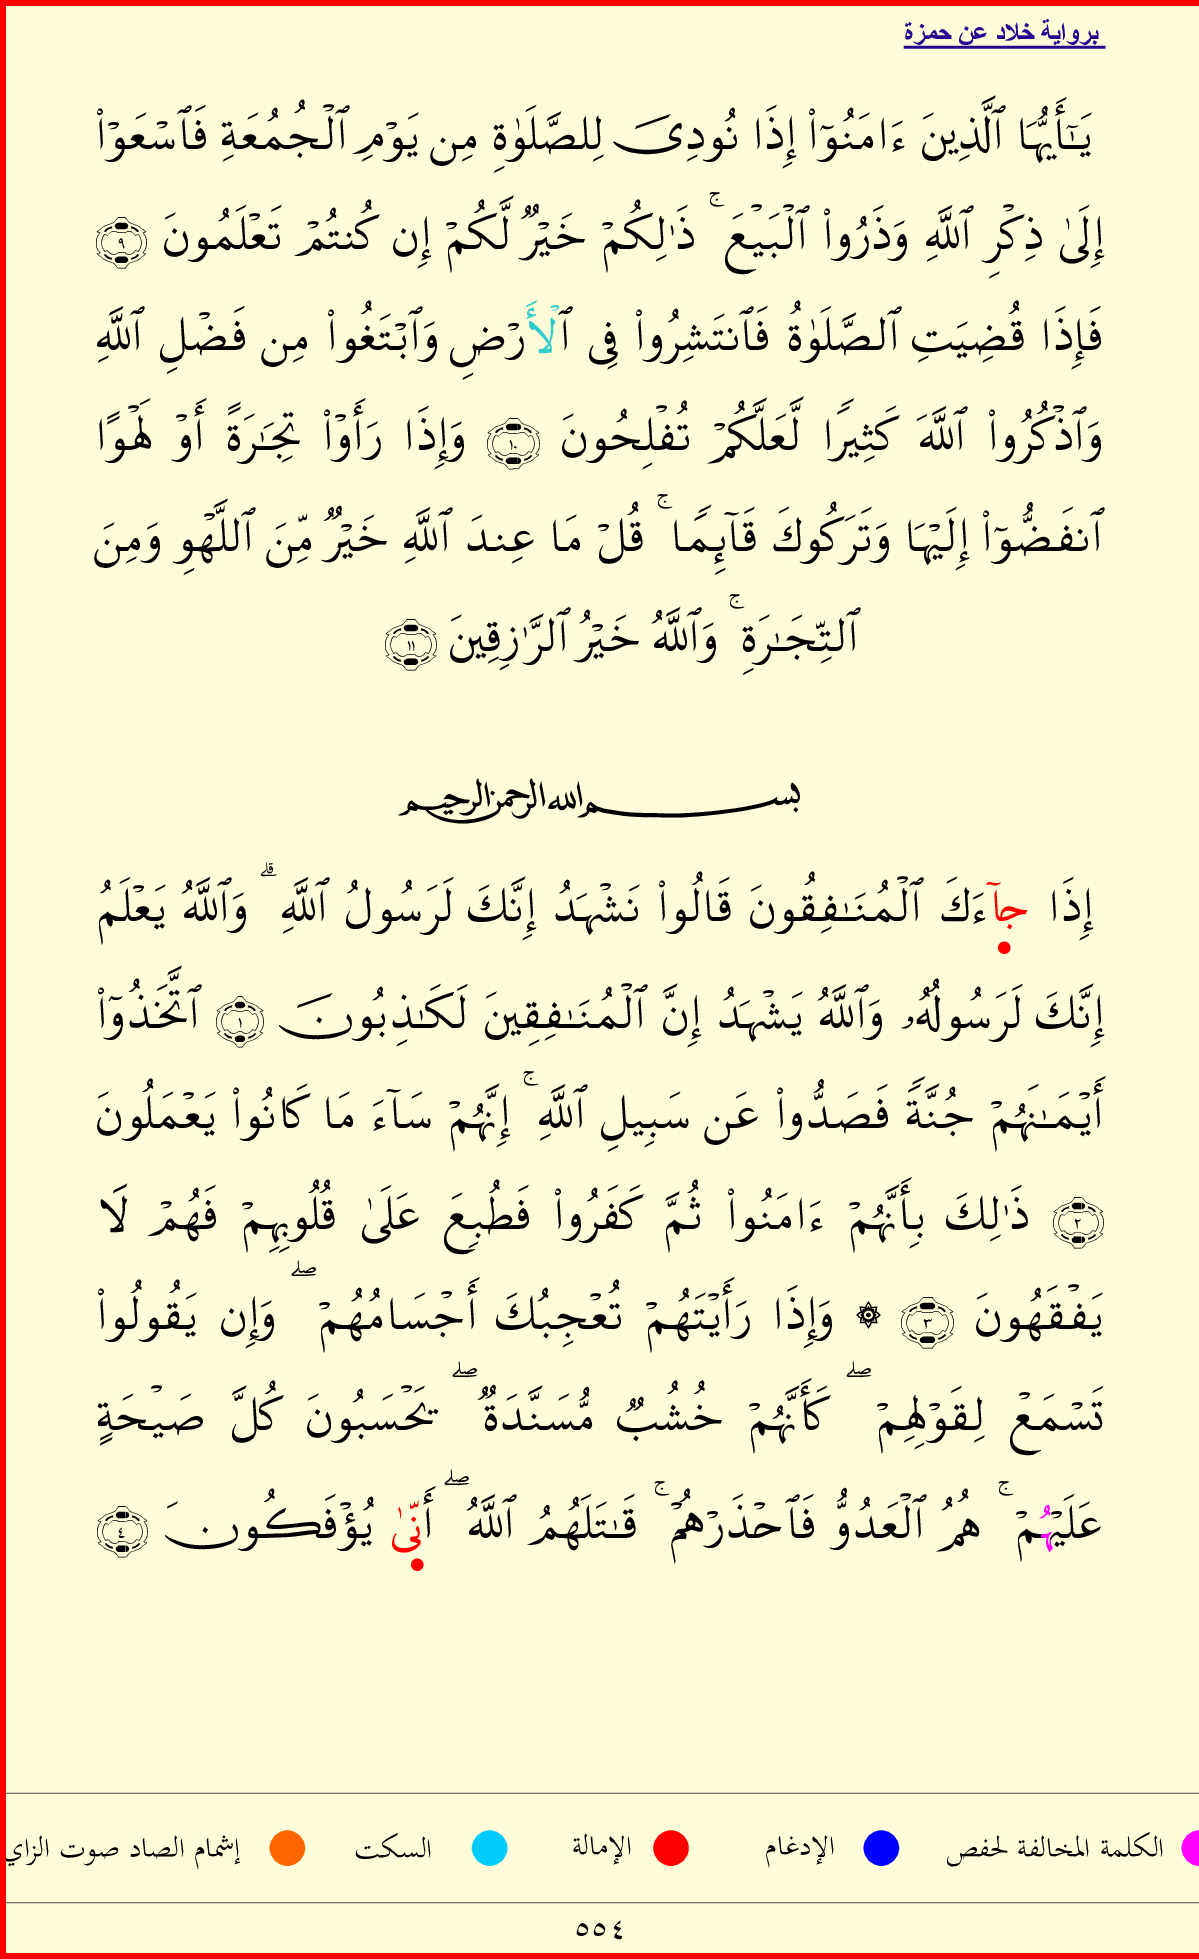 برواية خلاد عن حمزة
يَٰٓأَيُّهَا ٱلَّذِينَ ءَامَنُوٓا۟ إِذَا نُودِىَ لِلصَّلَوٰةِ مِن يَوْمِ ٱلْجُمُعَةِ فَٱسْعَوْا۟
إِلَىٰ ذِكْرِ ٱللَّهِ وَذَرُوا۟ ٱلْبَيْعَ ۚ ذَٰلِكُمْ خَيْرٌ لَّكُمْ إِن كُنتُمْ تَعْلَمُونَ ٩
فَإِذَا قُضِيَتِ ٱلصَّلَوٰةُ فَٱنتَشِرُوا۟ فِى ٱلْأَرْضِ وَٱبْتَغُوا۟ مِن فَضْلِ ٱللَّهِ
وَٱذْكُرُوا۟ ٱللَّهَ كَثِيرًا لَّعَلَّكُمْ تُفْلِحُونَ ١٠ وَإِذَا رَأَوْا۟ تِجَٰرَةً أَوْ لَهْوًا
ٱنفَضُّوٓا۟ إِلَيْهَا وَتَرَكُوكَ قَآئِمًا ۚ قُلْ مَا عِندَ ٱللَّهِ خَيْرٌ مِّنَ ٱللَّهْوِ وَمِنَ
ٱلتِّجَٰرَةِ ۚ وَٱللَّهُ خَيْرُ ٱلرَّٰزِقِينَ ١١
بسم الله الرحمن الرحيم
إِذَا جَآءَكَ ٱلْمُنَٰفِقُونَ قَالُوا۟ نَشْهَدُ إِنَّكَ لَرَسُولُ ٱللَّهِ ۗ وَٱللَّهُ يَعْلَمُ
إِنَّكَ لَرَسُولُهُۥ وَٱللَّهُ يَشْهَدُ إِنَّ ٱلْمُنَٰفِقِينَ لَكَٰذِبُونَ ١ ٱتَّخَذُوٓا۟
أَيْمَٰنَهُمْ جُنَّةً فَصَدُّوا۟ عَن سَبِيلِ ٱللَّهِ ۚ إِنَّهُمْ سَآءَ مَا كَانُوا۟ يَعْمَلُونَ
٢ ذَٰلِكَ بِأَنَّهُمْ ءَامَنُوا۟ ثُمَّ كَفَرُوا۟ فَطُبِعَ عَلَىٰ قُلُوبِهِمْ فَهُمْ لَا
يَفْقَهُونَ ٣ ۞ وَإِذَا رَأَيْتَهُمْ تُعْجِبُكَ أَجْسَامُهُمْ ۖ وَإِن يَقُولُوا۟
تَسْمَعْ لِقَوْلِهِمْ ۖ كَأَنَّهُمْ خُشُبٌ مُّسَنَّدَةٌ ۖ يَحْسَبُونَ كُلَّ صَيْحَةٍ
عَلَيْهُمْ ۚ هُمُ ٱلْعَدُوُّ فَٱحْذَرْهُمْ ۚ قَٰتَلَهُمُ ٱللَّهُ ۖ أَنَّىٰ يُؤْفَكُونَ ٤
الكلمة المخالفة لحفص الإدغام الإمالة السكت إشمام الصاد صوت الزاي
٥٥٤